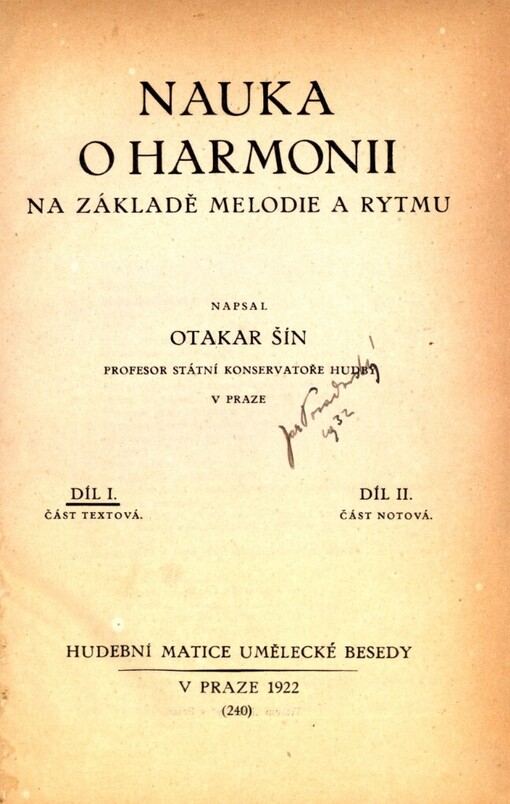 NAUKA
O HARMONII
NA ZÁKLADĚ MELODIE A RYTMU
NAPSAL
OTAKAR ŠÍN
PROFESOR STÁTNÍ KONSERVATOŘE HUDBY
V PRAZE
1932
DÍL I.
ČÁST TEXTOVÁ.
DÍL II.
ČÁST NOTOVÁ.
HUDEBNÍ MATICE UMĚLECKÉ BESEDY
V PRAZE 1922
(240)